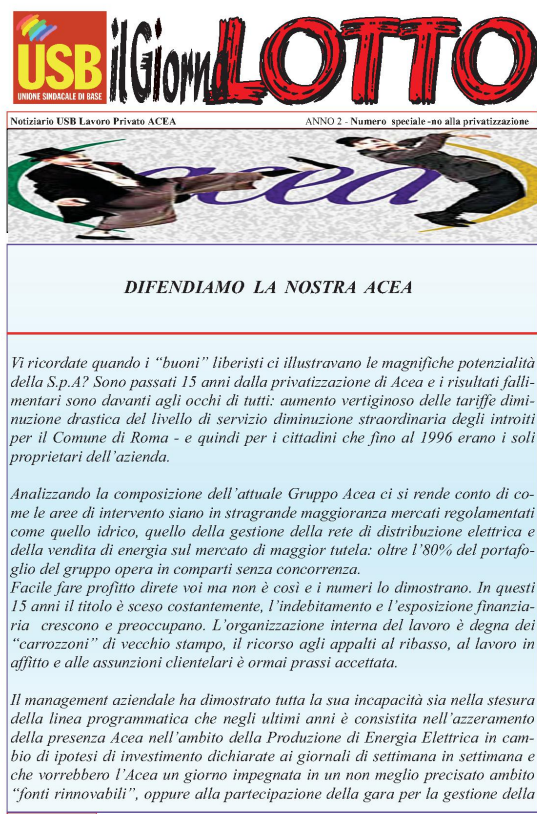 USB
UNIONE SINDACALE DI BASE
il GiornaLOTTO
Notiziario USB Lavoro Privato ACEA
ANNO 2 - Numero speciale -no alla privatizzazione
acea
DIFENDIAMO LA NOSTRA ACEA
Vi ricordate quando i “buoni” liberisti ci illustravano le magnifiche potenzialità
della S.p.A? Sono passati 15 anni dalla privatizzazione di Acea e i risultati falli-
mentari sono davanti agli occhi di tutti: aumento vertiginoso delle tariffe dimi-
nuzione drastica del livello di servizio diminuzione straordinaria degli introiti
per il Comune di Roma - e quindi per i cittadini che fino al 1996 erano i soli
proprietari dell’azienda.
Analizzando la composizione dell’attuale Gruppo Acea ci si rende conto di co-
me le aree di intervento siano in stragrande maggioranza mercati regolamentati
come quello idrico, quello della gestione della rete di distribuzione elettrica e
della vendita di energia sul mercato di maggior tutela: oltre l’80% del portafo-
glio del gruppo opera in comparti senza concorrenza.
Facile fare profitto direte voi ma non è così e i numeri lo dimostrano. In questi
15 anni il titolo è sceso costantemente, l’indebitamento e l’esposizione finanzia-
ria crescono e preoccupano. L’organizzazione interna del lavoro è degna dei
“carrozzoni” di vecchio stampo, il ricorso agli appalti al ribasso, al lavoro in
affitto e alle assunzioni clientelari è ormai prassi accettata.
Il management aziendale ha dimostrato tutta la sua incapacità sia nella stesura
della linea programmatica che negli ultimi anni è consistita nell’azzeramento
della presenza Acea nell’ambito della Produzione di Energia Elettrica in cam-
bio di ipotesi di investimento dichiarate ai giornali di settimana in settimana e
che vorrebbero l’Acea un giorno impegnata in un non meglio precisato ambito
“fonti rinnovabili”, oppure alla partecipazione della gara per la gestione della